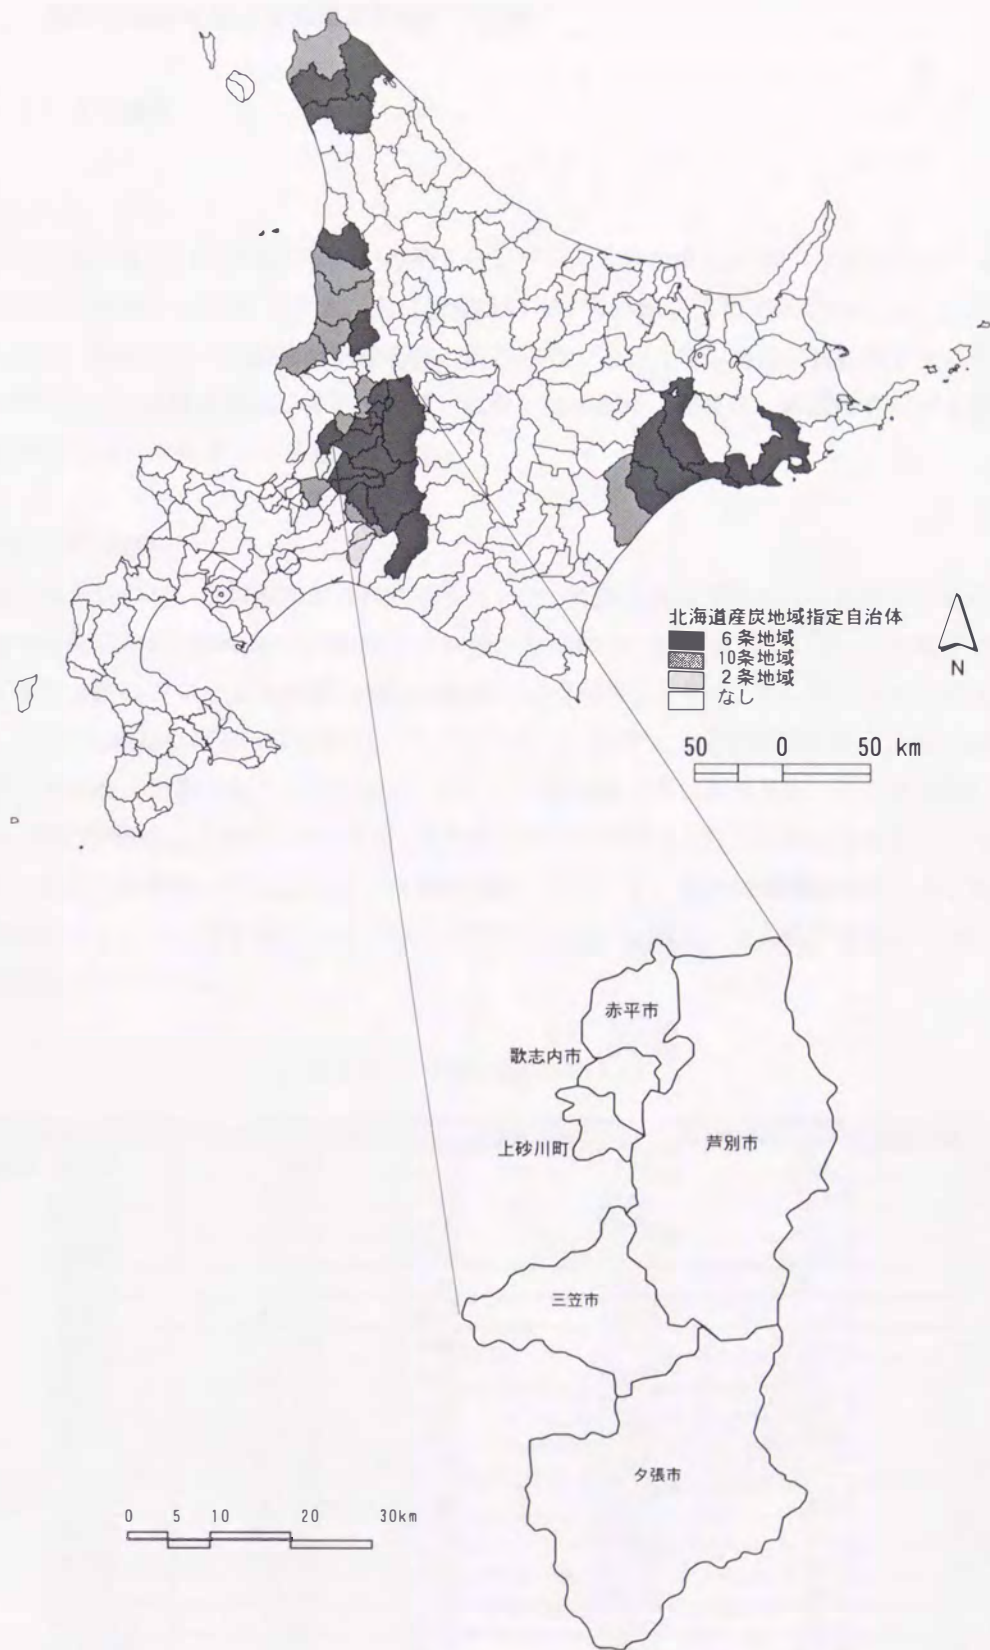 北海道産炭地域指定自治体
6条地域
10条地域
2条地域
なし
N
50 0 50 km
赤平市
歌志内市
上砂川町
芦別市
三笠市
夕張市
0 5 10 20 30km